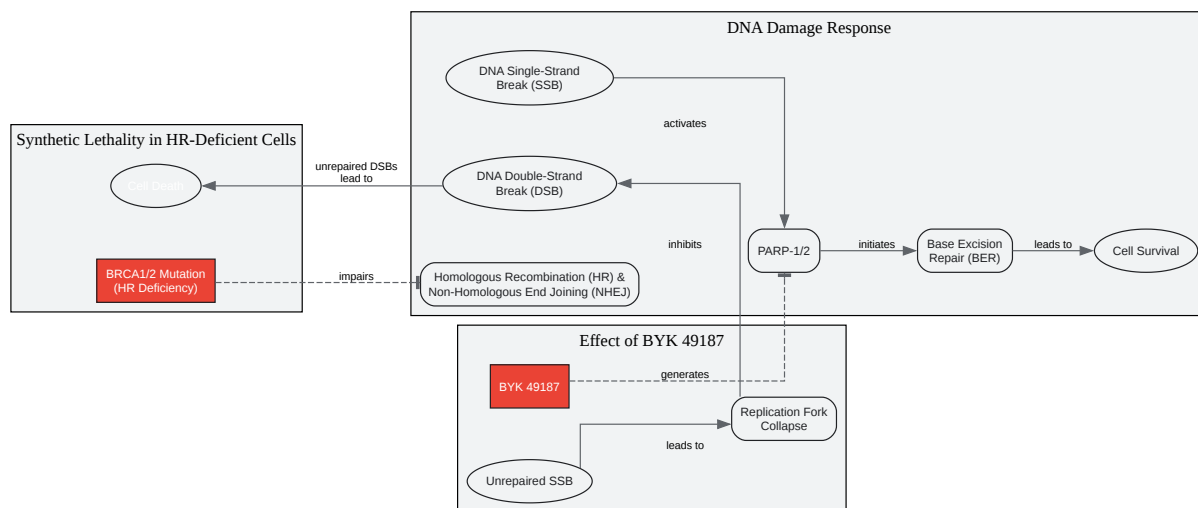 DNA Damage Response
DNA Single-Strand
Break (SSB)
activates
Synthetic Lethality in HR-Deficient Cells
Cell Death
unrepaired DSBs
lead to
DNA Double-Strand
Break (DSB)
inhibits
PARP-1/2
initiates
Base Excision
Repair (BER)
leads to
Cell Survival
BRCA1/2 Mutation
(HR Deficiency)
impairs
Homologous Recombination (HR) &
Non-Homologous End Joining (NHEJ)
Effect of BYK 49187
BYK 49187
generates
Replication Fork
Collapse
leads to
Unrepaired SSB